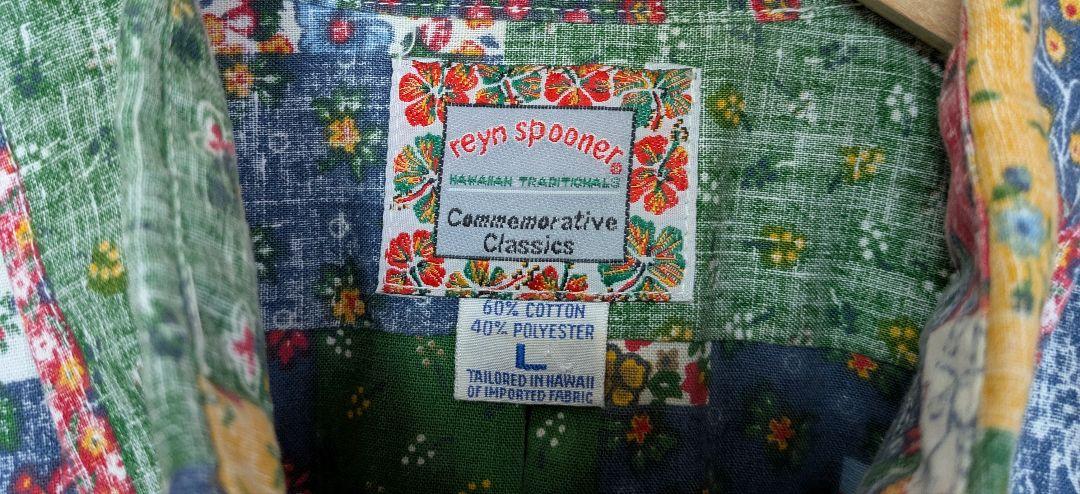 reyn spooner®
HAWAIIAN TRADITIONALS
Commemorative
Classics
60% COTTON
40% POLYESTER
L
TAILORED IN HAWAII
OF IMPORTED FABRIC